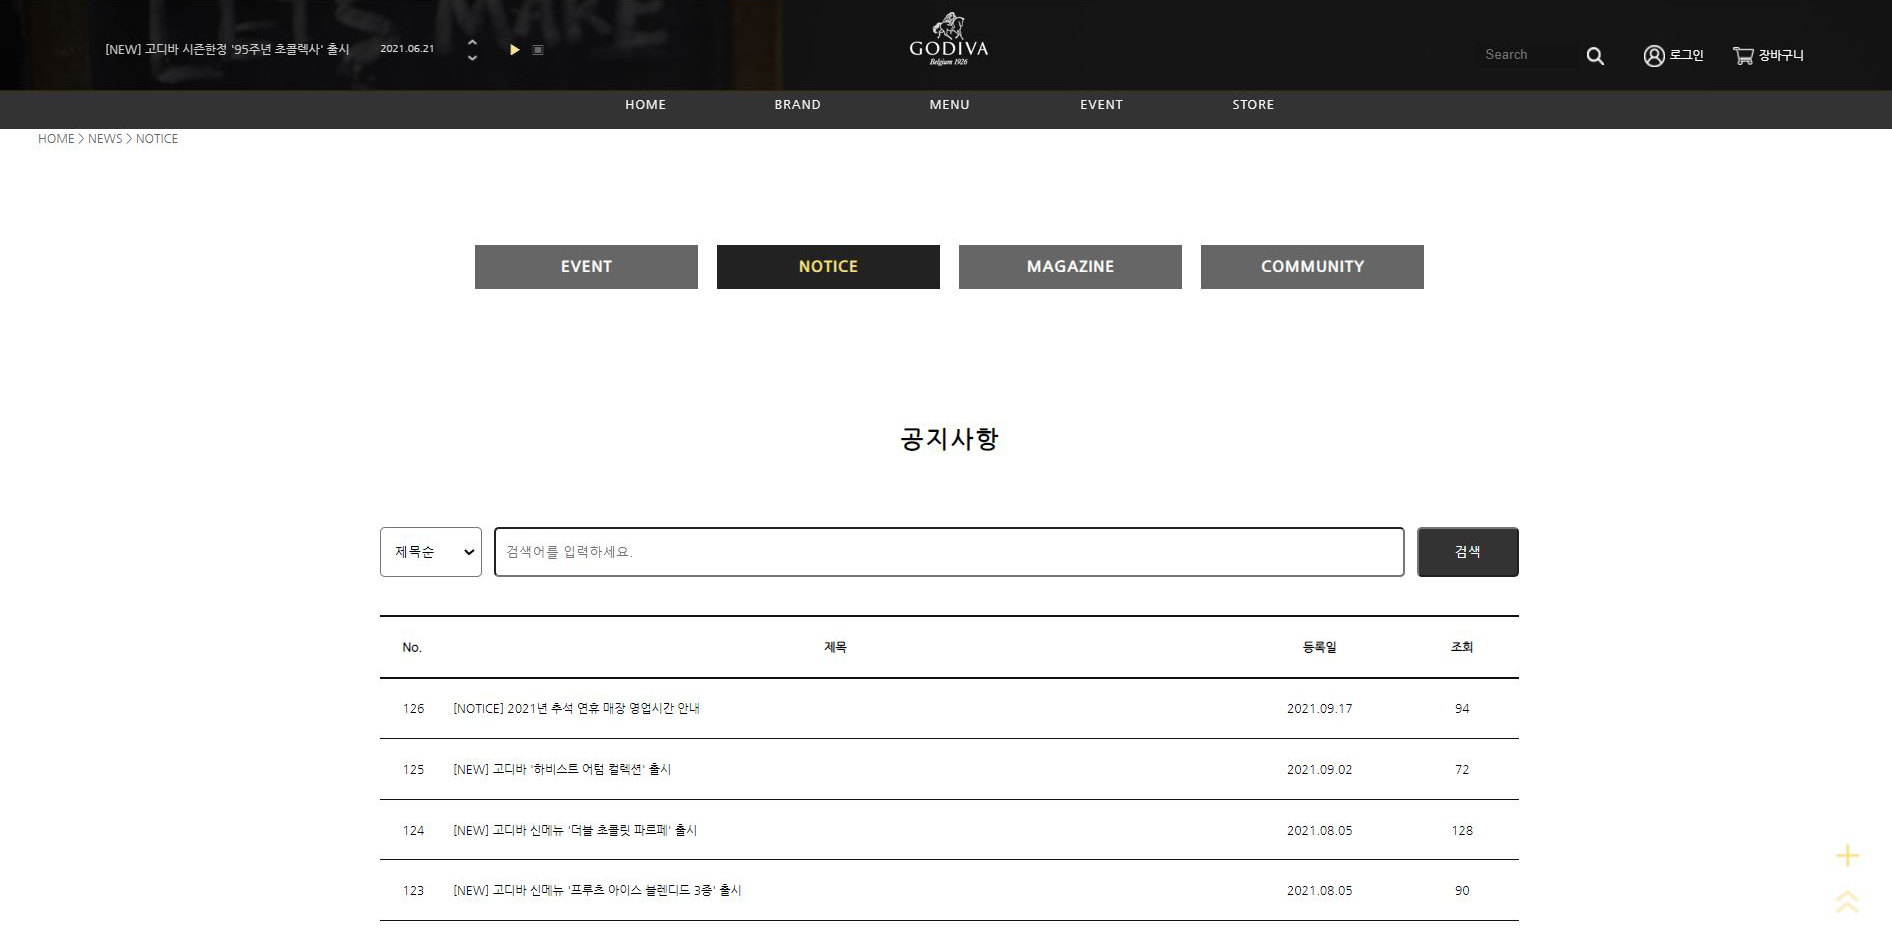 LET'S MAKE
[NEW] 고디바 시즌한정 '95주년 초콜렉사' 출시 2021.06.21
GODIVA
Belgium 1926
Search 로그인 장바구니
HOME BRAND MENU EVENT STORE
HOME > NEWS > NOTICE
EVENT NOTICE MAGAZINE COMMUNITY
공지사항
제목순 검색어를 입력하세요. 검색
No. 제목 등록일 조회
126 [NOTICE] 2021년 추석 연휴 매장 영업시간 안내 2021.09.17 94
125 [NEW] 고디바 '하비스트 어텀 컬렉션' 출시 2021.09.02 72
124 [NEW] 고디바 신메뉴 '더블 초콜릿 파르페' 출시 2021.08.05 128
123 [NEW] 고디바 신메뉴 '프루츠 아이스 블렌디드 3종' 출시 2021.08.05 90